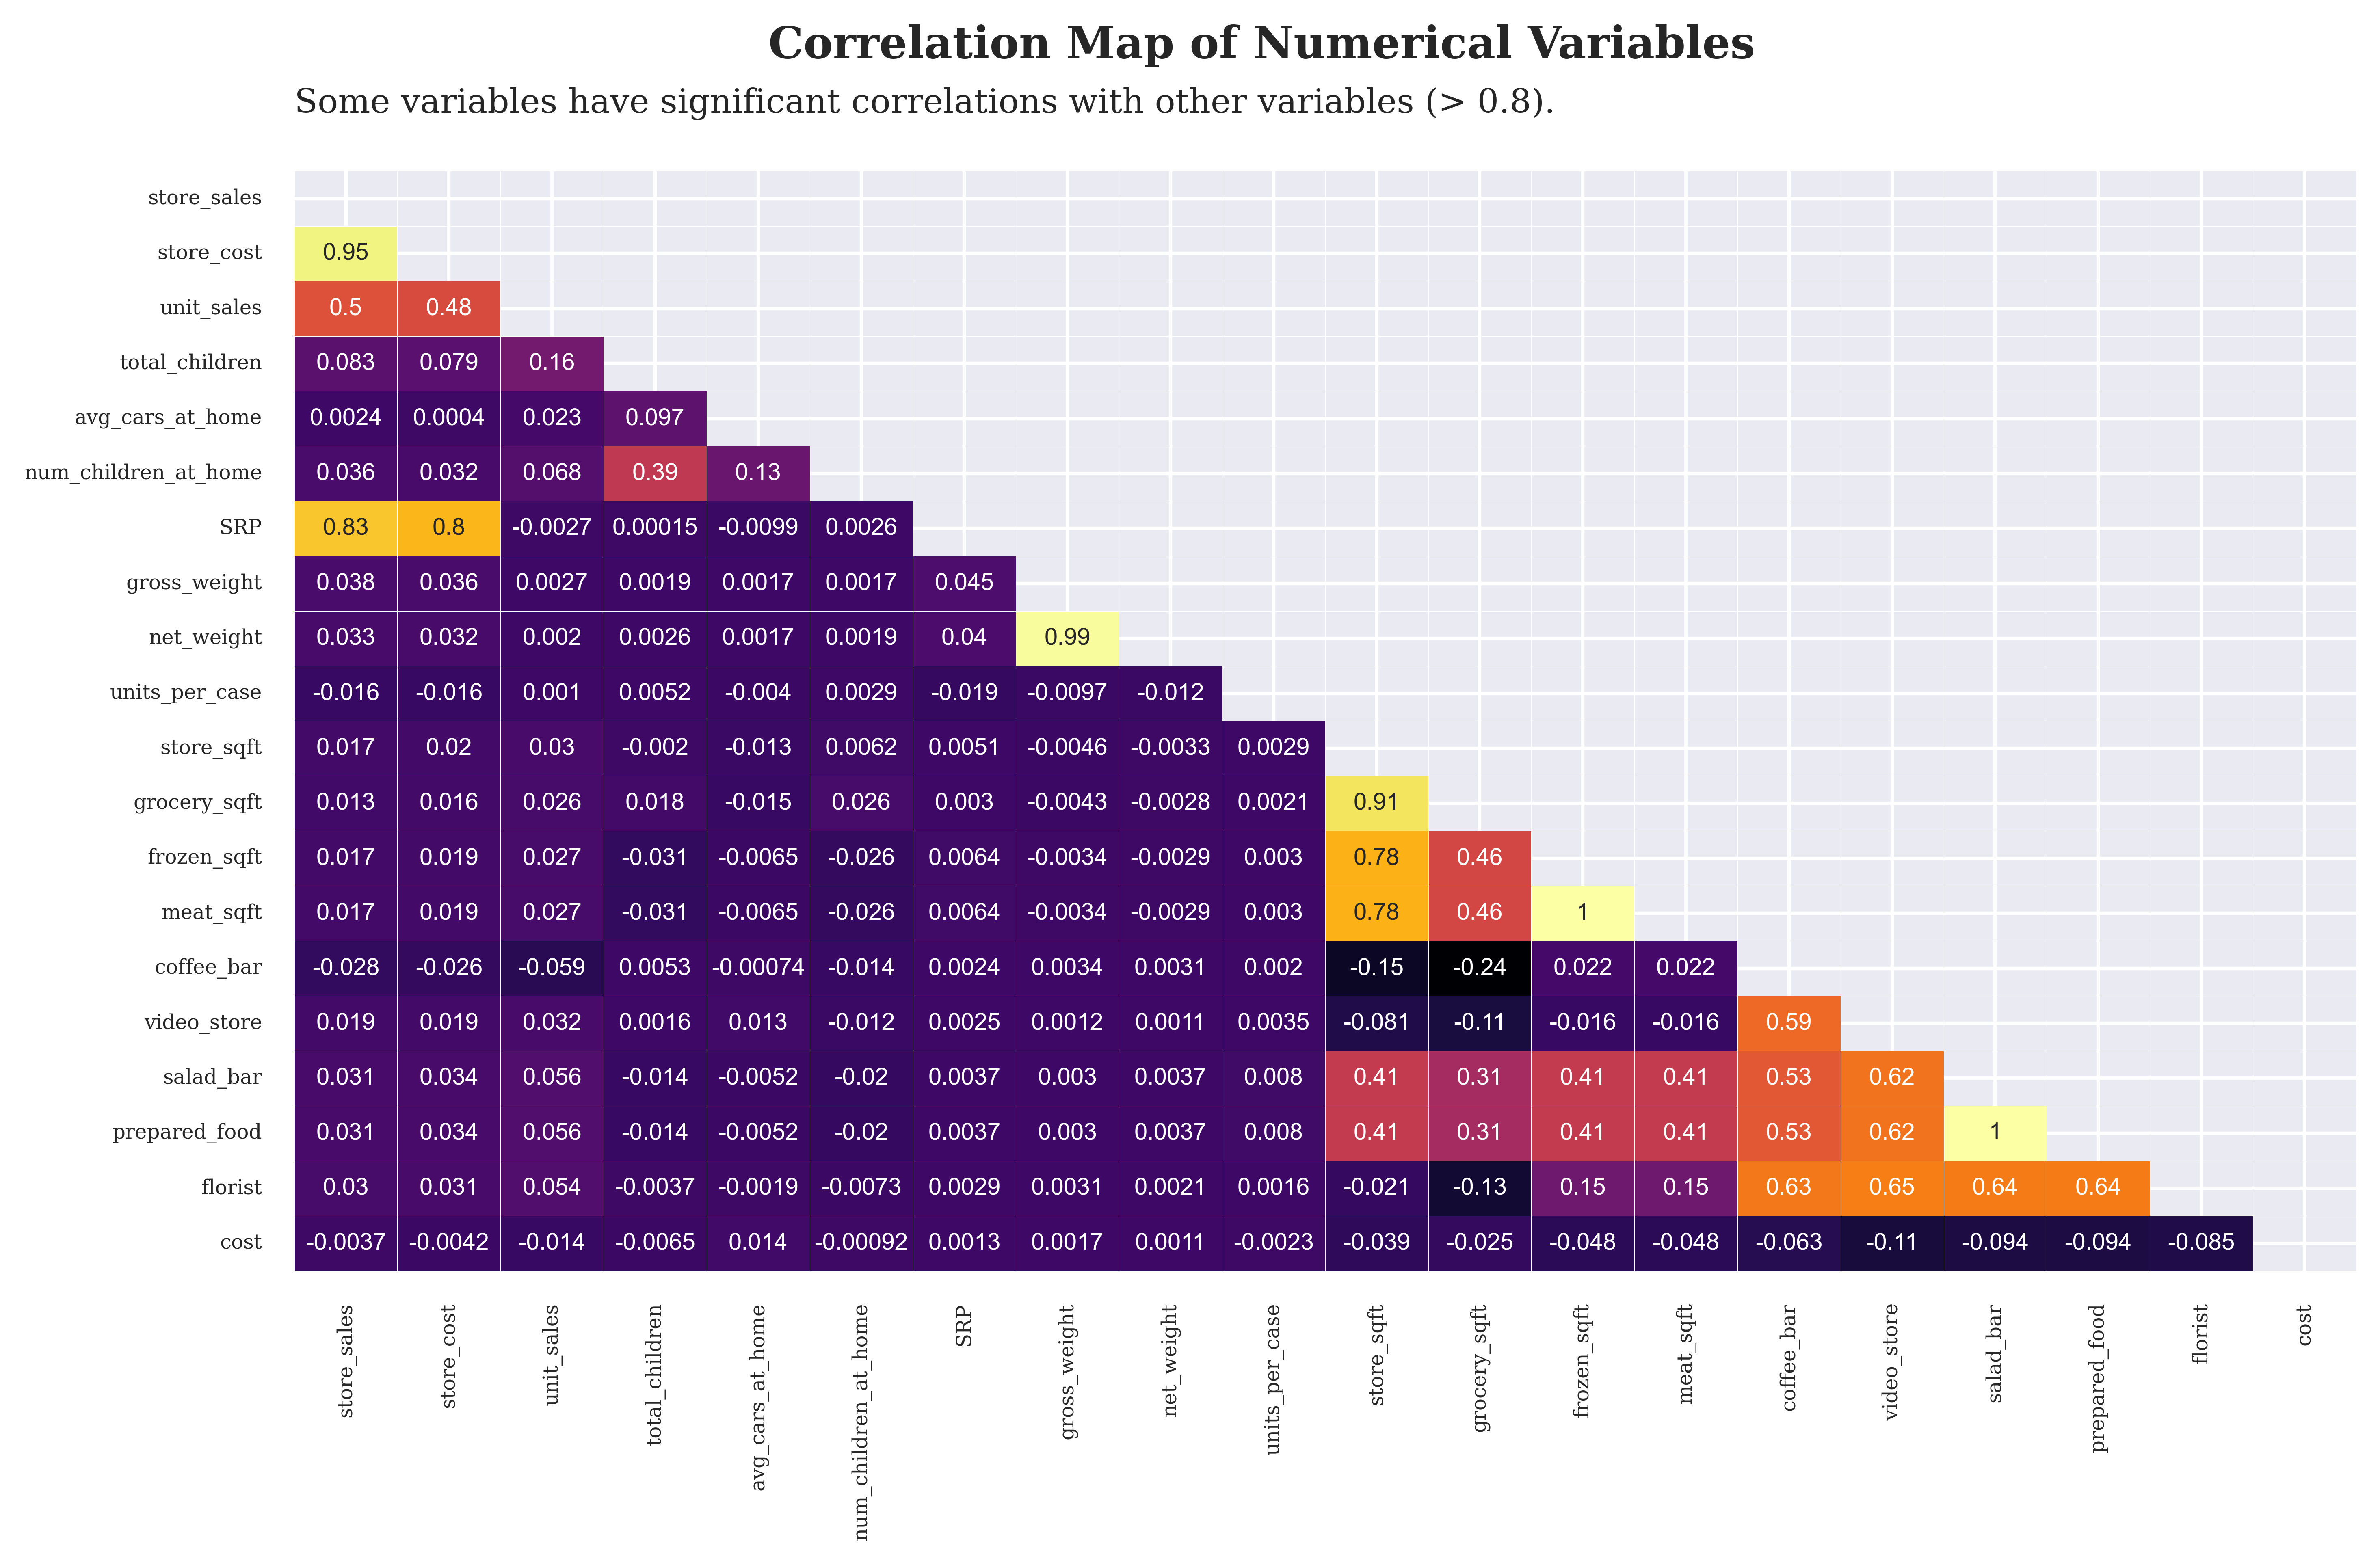 Correlation Map of Numerical Variables
Some variables have significant correlations with other variables (> 0.8).
store_sales
store_cost 0.95
unit_sales 0.5 0.48
total_children 0.083 0.079 0.16
avg_cars_at_home 0.0024 0.0004 0.023 0.097
num_children_at_home 0.036 0.032 0.068 0.39 0.13
SRP 0.83 0.8 -0.0027 0.00015 -0.0099 0.0026
gross_weight 0.038 0.036 0.0027 0.0019 0.0017 0.0017 0.045
net_weight 0.033 0.032 0.002 0.0026 0.0017 0.0019 0.04 0.99
units_per_case -0.016 -0.016 0.001 0.0052 -0.004 0.0029 -0.019 -0.0097 -0.012
store_sqft 0.017 0.02 0.03 -0.002 -0.013 0.0062 0.0051 -0.0046 -0.0033 0.0029
grocery_sqft 0.013 0.016 0.026 0.018 -0.015 0.026 0.003 -0.0043 -0.0028 0.0021 0.91
frozen_sqft 0.017 0.019 0.027 -0.031 -0.0065 -0.026 0.0064 -0.0034 -0.0029 0.003 0.78 0.46
meat_sqft 0.017 0.019 0.027 -0.031 -0.0065 -0.026 0.0064 -0.0034 -0.0029 0.003 0.78 0.46 1
coffee_bar -0.028 -0.026 -0.059 0.0053 -0.00074 -0.014 0.0024 0.0034 0.0031 0.002 -0.15 -0.24 0.022 0.022
video_store 0.019 0.019 0.032 0.0016 0.013 -0.012 0.0025 0.0012 0.0011 0.0035 -0.081 -0.11 -0.016 -0.016 0.59
salad_bar 0.031 0.034 0.056 -0.014 -0.0052 -0.02 0.0037 0.003 0.0037 0.008 0.41 0.31 0.41 0.41 0.53 0.62
prepared_food 0.031 0.034 0.056 -0.014 -0.0052 -0.02 0.0037 0.003 0.0037 0.008 0.41 0.31 0.41 0.41 0.53 0.62 1
florist 0.03 0.031 0.054 -0.0037 -0.0019 -0.0073 0.0029 0.0031 0.0021 0.0016 -0.021 -0.13 0.15 0.15 0.63 0.65 0.64 0.64
cost -0.0037 -0.0042 -0.014 -0.0065 0.014 -0.00092 0.0013 0.0017 0.0011 -0.0023 -0.039 -0.025 -0.048 -0.048 -0.063 -0.11 -0.094 -0.094 -0.085
store_sales
store_cost
unit_sales
total_children
avg_cars_at_home
num_children_at_home
SRP
gross_weight
net_weight
units_per_case
store_sqft
grocery_sqft
frozen_sqft
meat_sqft
coffee_bar
video_store
salad_bar
prepared_food
florist
cost